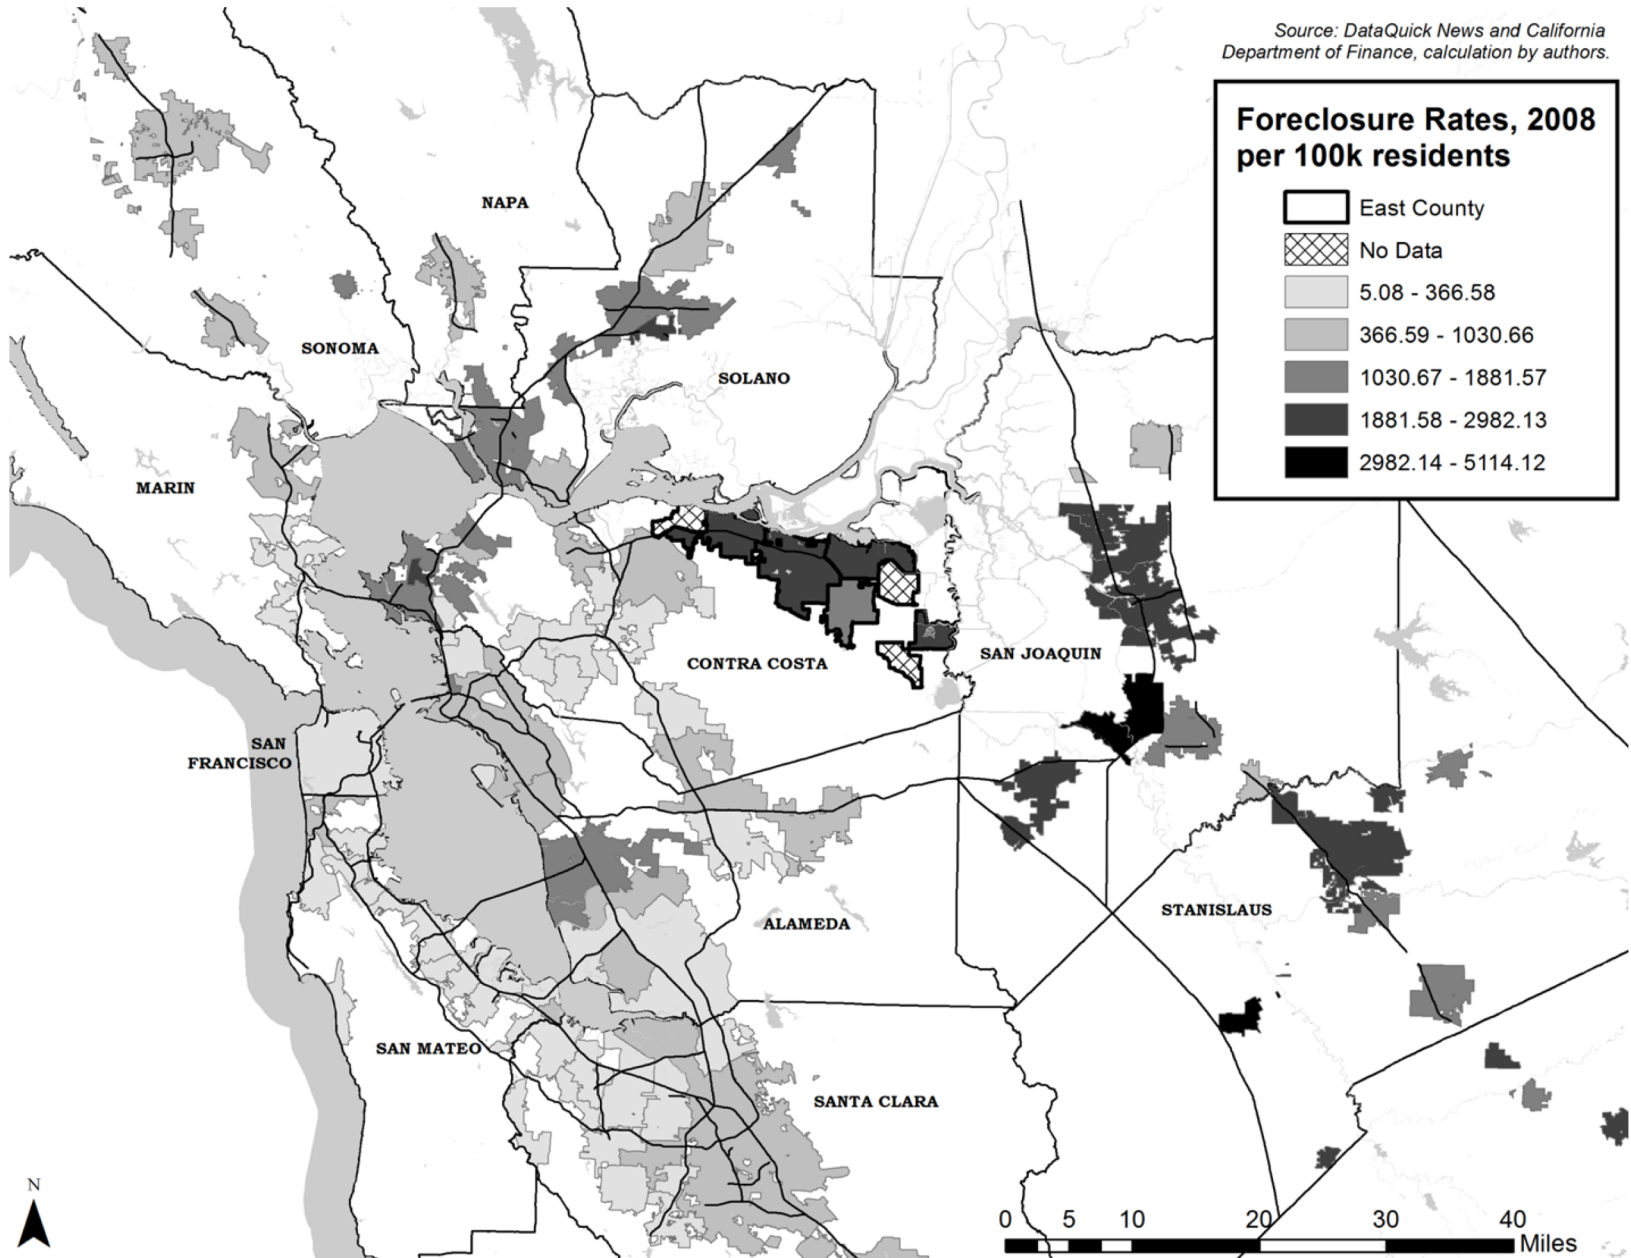 Source: DataQuick News and California
Department of Finance, calculation by authors.
Foreclosure Rates, 2008
per 100k residents
East County
No Data
5.08 - 366.58
366.59 - 1030.66
1030.67 - 1881.57
1881.58 - 2982.13
2982.14 - 5114.12
NAPA
SONOMA
SOLANO
MARIN
CONTRA COSTA
SAN JOAQUIN
SAN
FRANCISCO
ALAMEDA
STANISLAUS
SAN MATEO
SANTA CLARA
N
0 5 10 20 30 40
Miles